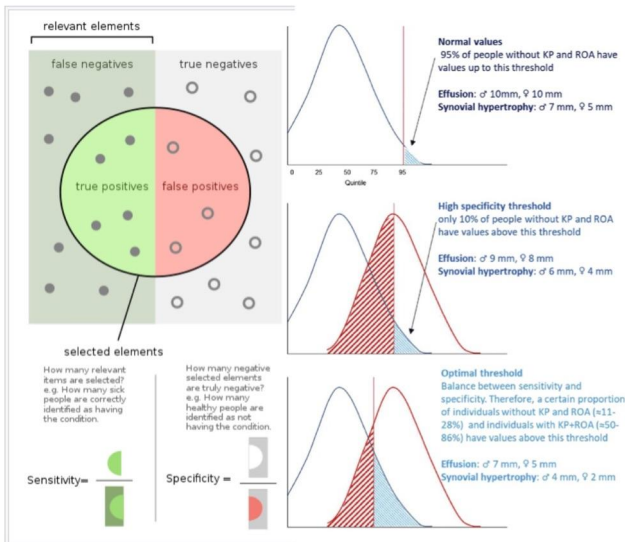 relevant elements
false negatives
true negatives
true positives
false positives
selected elements
How many relevant
items are selected?
e.g. How many sick
people are correctly
identified as having
the condition.
Sensitivity=
How many negative
selected elements
are truly negative?
e.g. How many
healthy people are
identified as not
having the condition.
Specificity =
Normal values
95% of people without KP and ROA have
values up to this threshold
Effusion: ♂ 10mm, ♀ 10 mm
Synovial hypertrophy: ♂ 7 mm, ♀ 5 mm
0 25 50 75 95
Quintile
High specificity threshold
only 10% of people without KP and ROA
have values above this threshold
Effusion: ♂ 9 mm, ♀ 8 mm
Synovial hypertrophy: ♂ 6 mm, ♀ 4 mm
Optimal threshold
Balance between sensitivity and
specificity. Therefore, a certain proportion
of individuals without KP and ROA (≈11-
28%) and individuals with KP+ROA (≈50-
86%) have values above this threshold
Effusion: ♂ 7 mm, ♀ 5 mm
Synovial hypertrophy: ♂ 4 mm, ♀ 2 mm